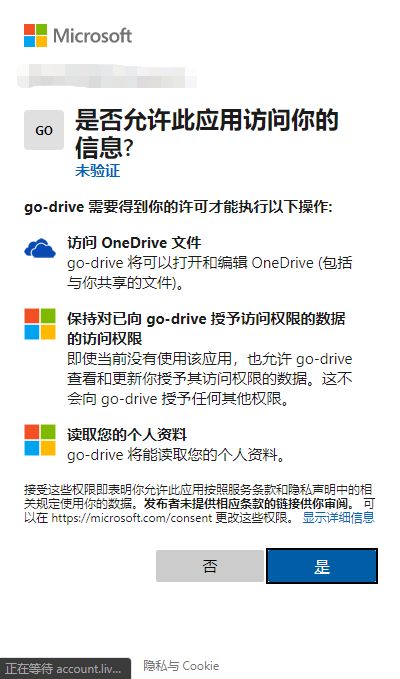 Microsoft
GO
是否允许此应用访问你的
信息?
未验证
go-drive 需要得到你的许可才能执行以下操作:
访问 OneDrive 文件
go-drive 将可以打开和编辑 OneDrive (包括
与你共享的文件)。
保持对已向 go-drive 授予访问权限的数据
的访问权限
即使当前没有使用该应用，也允许 go-drive
查看和更新你授予其访问权限的数据。这不
会向 go-drive 授予任何其他权限。
读取您的个人资料
go-drive 将能读取您的个人资料。
接受这些权限即表明你允许此应用按照服务条款和隐私声明中的相
关规定使用你的数据。发布者未提供相应条款的链接供你审阅。 可
以在 https://microsoft.com/consent 更改这些权限。 显示详细信息
否
是
正在等待 account.liv...
隐私与 Cookie